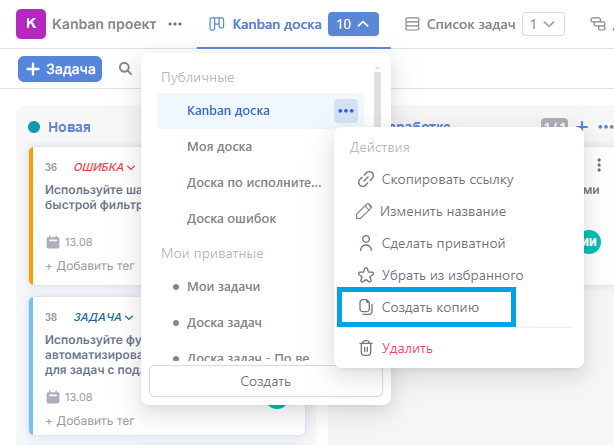 K Kanban проект ••• Kanban доска 10 Список задач 1
+ Задача
Публичные
Kanban доска •••
Моя доска
Доска по исполните...
Доска ошибок
Мои приватные
Мои задачи
Доска задач
Доска задач - По ве
Создать
Новая
36 ОШИБКА
Используйте ша
быстрой фильтр
13.08
+ Добавить тег
38 ЗАДАЧА
Используйте фу
автоматизирова
для задач с под
+ Добавить тег
1/1 + •••
ми
МИ
Действия
Скопировать ссылку
Изменить название
Сделать приватной
Убрать из избранного
Создать копию
Удалить